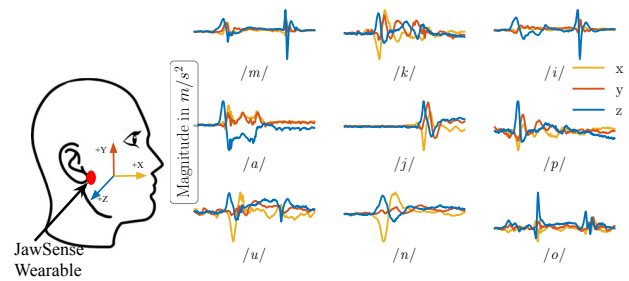 /m/
/k/
/i/
x
y
z
Magnitude in m/s²
/a/
/j/
/p/
+Y
+X
+Z
JawSense
Wearable
/u/
/n/
/o/